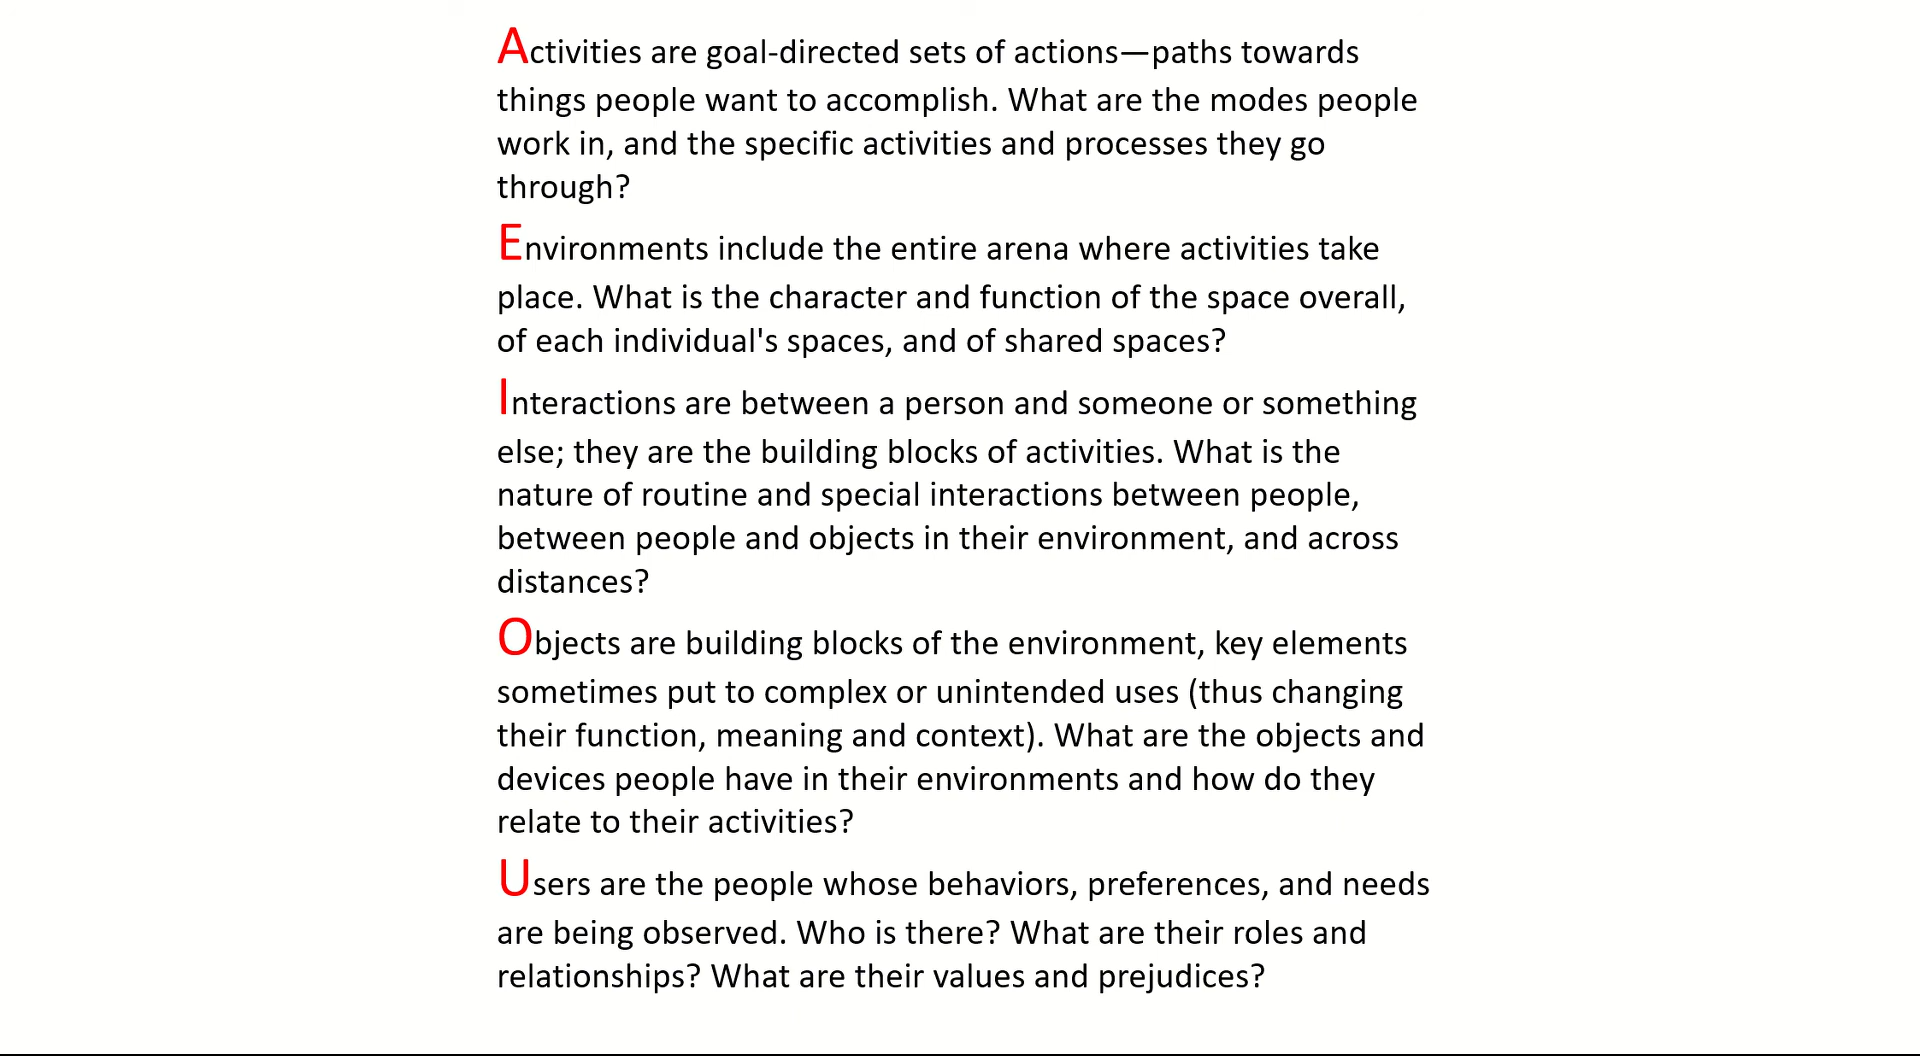 Activities are goal-directed sets of actions—paths towards
things people want to accomplish. What are the modes people
work in, and the specific activities and processes they go
through?
Environments include the entire arena where activities take
place. What is the character and function of the space overall,
of each individual's spaces, and of shared spaces?
Interactions are between a person and someone or something
else; they are the building blocks of activities. What is the
nature of routine and special interactions between people,
between people and objects in their environment, and across
distances?
Objects are building blocks of the environment, key elements
sometimes put to complex or unintended uses (thus changing
their function, meaning and context). What are the objects and
devices people have in their environments and how do they
relate to their activities?
Users are the people whose behaviors, preferences, and needs
are being observed. Who is there? What are their roles and
relationships? What are their values and prejudices?